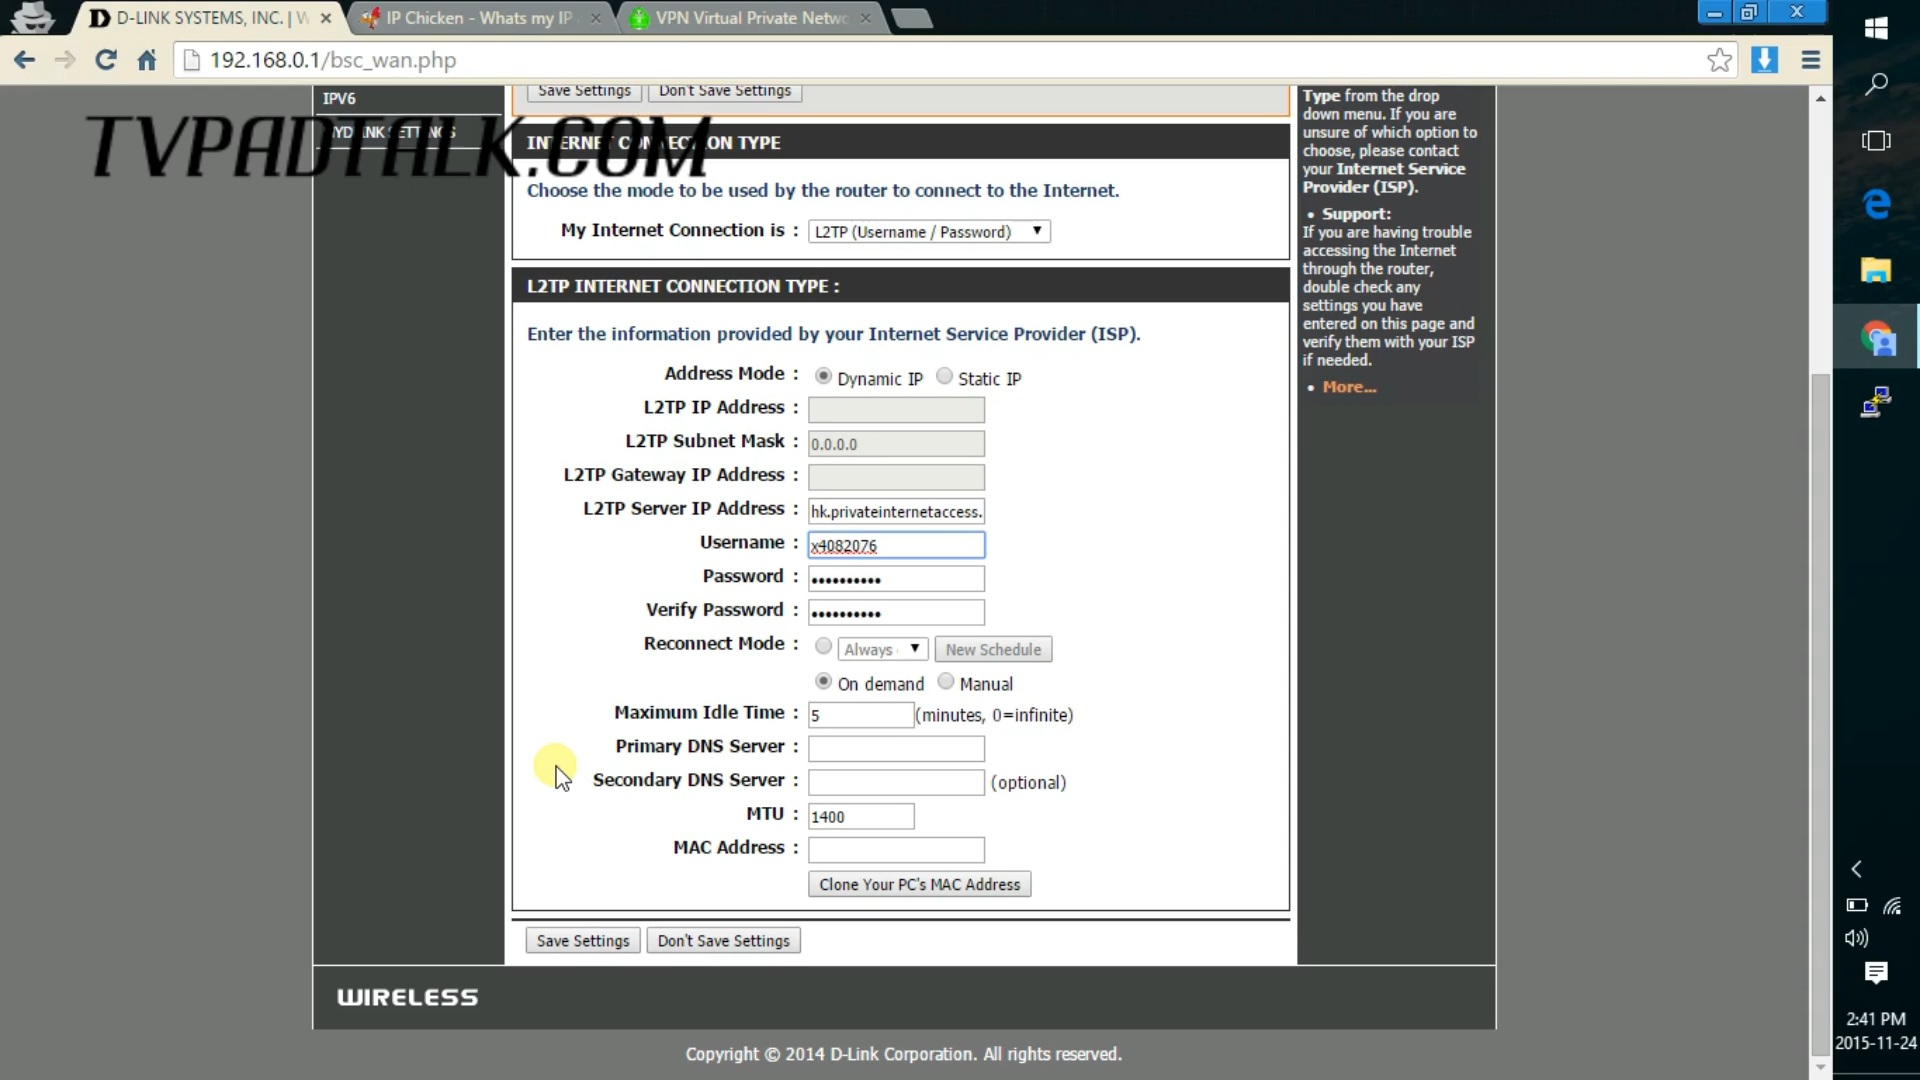 D-LINK SYSTEMS, INC. | W
IP Chicken - Whats my IP
VPN Virtual Private Netwo
192.168.0.1/bsc_wan.php
IPV6
MYDLINK SETTINGS
TVPADTALK.COM
Save Settings
Don't Save Settings
INTERNET CONNECTION TYPE
Choose the mode to be used by the router to connect to the Internet.
My Internet Connection is : L2TP (Username / Password)
L2TP INTERNET CONNECTION TYPE :
Enter the information provided by your Internet Service Provider (ISP).
Address Mode : Dynamic IP Static IP
L2TP IP Address :
L2TP Subnet Mask : 0.0.0.0
L2TP Gateway IP Address :
L2TP Server IP Address : hk.privateinternetaccess.
Username : x4082076
Password : ••••••••••
Verify Password : ••••••••••
Reconnect Mode : Always New Schedule
On demand Manual
Maximum Idle Time : 5 (minutes, 0=infinite)
Primary DNS Server :
Secondary DNS Server : (optional)
MTU : 1400
MAC Address :
Clone Your PC's MAC Address
Save Settings
Don't Save Settings
Type from the drop
down menu. If you are
unsure of which option to
choose, please contact
your Internet Service
Provider (ISP).
• Support:
If you are having trouble
accessing the Internet
through the router,
double check any
settings you have
entered on this page and
verify them with your ISP
if needed.
• More...
WIRELESS
Copyright © 2014 D-Link Corporation. All rights reserved.
2:41 PM
2015-11-24